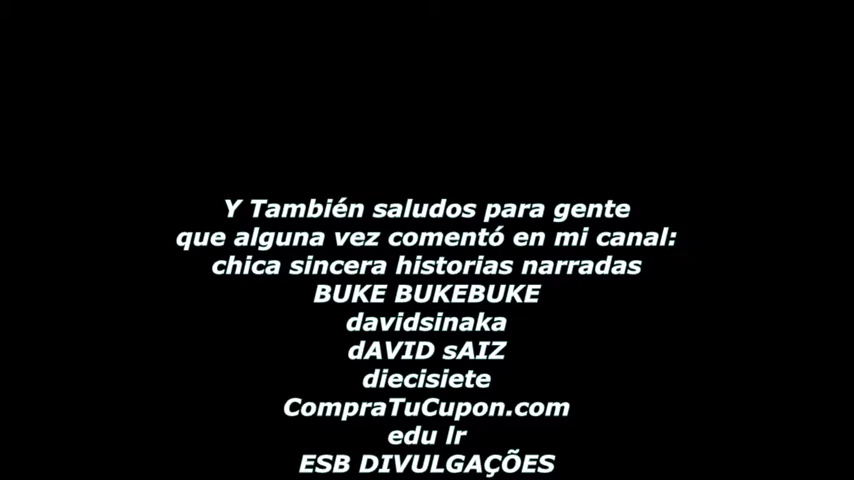 Y También saludos para gente
que alguna vez comentó en mi canal:
chica sincera historias narradas
BUKE BUKEBUKE
davidsinaka
dAVID sAIZ
diecisiete
CompraTuCupon.com
edu lr
ESB DIVULGAÇÕES